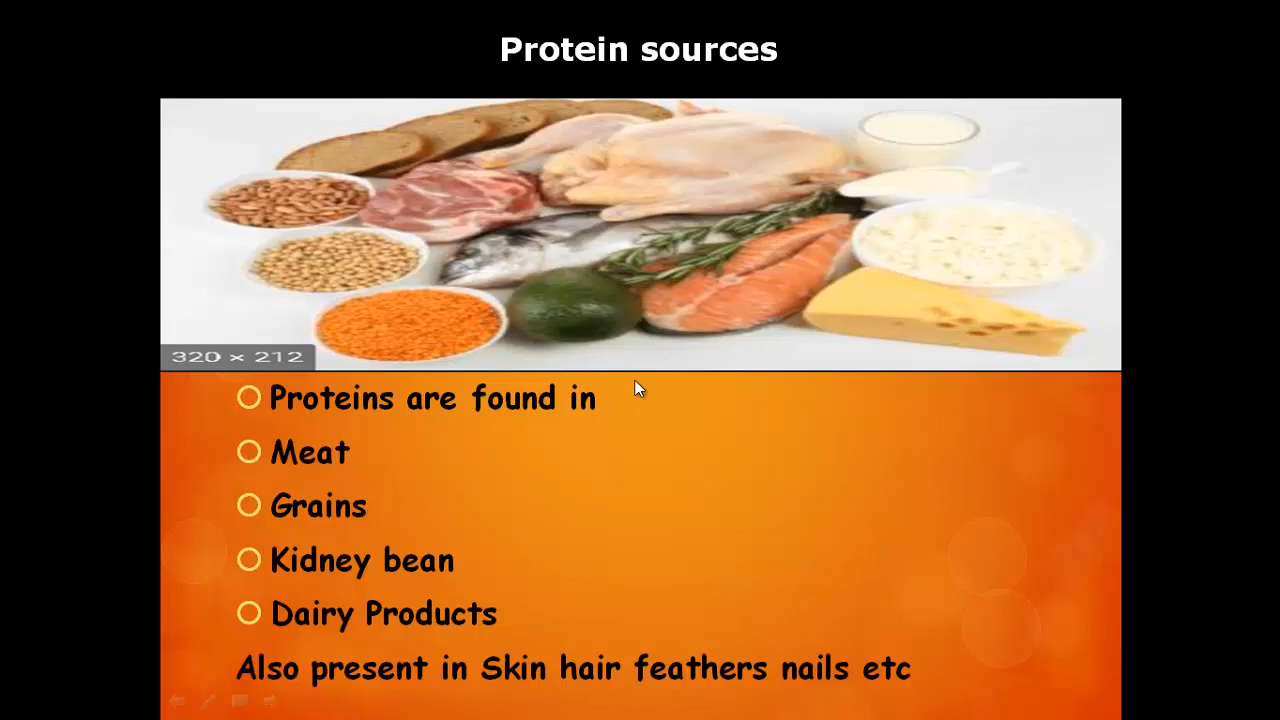 Protein sources
320 × 212
Proteins are found in
Meat
Grains
Kidney bean
Dairy Products
Also present in Skin hair feathers nails etc